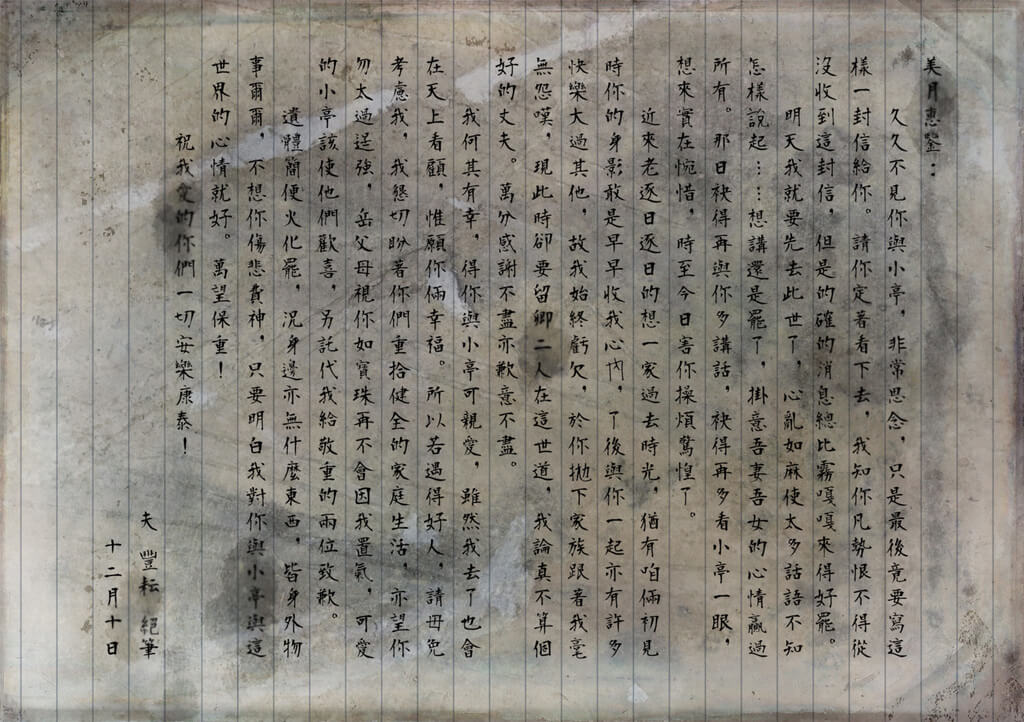 美月惠鑒：
久久不見你與小亭，非常思念，只是最後竟要寫這
樣一封信給你。請你定著看下去，我知你凡勢恨不得從
沒收到這封信，但是的確的消息總比霧嘎嘎來得好罷。
明天我就要先去此世了，心亂如麻使太多話語不知
怎樣說起……想講還是罷了，掛意吾妻吾女的心情贏過
所有。那日袂得再與你多講話，袂得再多看小亭一眼，
想來實在惋惜，時至今日害你操煩驚惶了。
近來老逐日逐日的想一家過去時光，猶有咱倆初見
時你的身影敢是早早收我心內，了後與你一起亦有許多
快樂大過其他，故我始終虧欠，於你拋下家族跟著我毫
無怨嘆，現此時卻要留卿二人在這世道，我論真不算個
好的丈夫。萬分感謝不盡亦歉意不盡。
我何其有幸，得你與小亭可親愛，雖然我去了也會
在天上看顧，惟願你倆幸福。所以若遇得好人，請毋免
考慮我，我懇切盼著你們重拾健全的家庭生活，亦望你
勿太過逞強，岳父母視你如寶珠再不會因我置氣，可愛
的小亭該使他們歡喜，另託代我給敬重的兩位致歉。
遺體簡便火化罷，況身邊亦無什麼東西，皆身外物
事爾爾，不想你傷悲費神，只要明白我對你與小亭與這
世界的心情就好。萬望保重！
祝我愛的你們一切安樂康泰！
夫 豐耘 絕筆
十二月十日